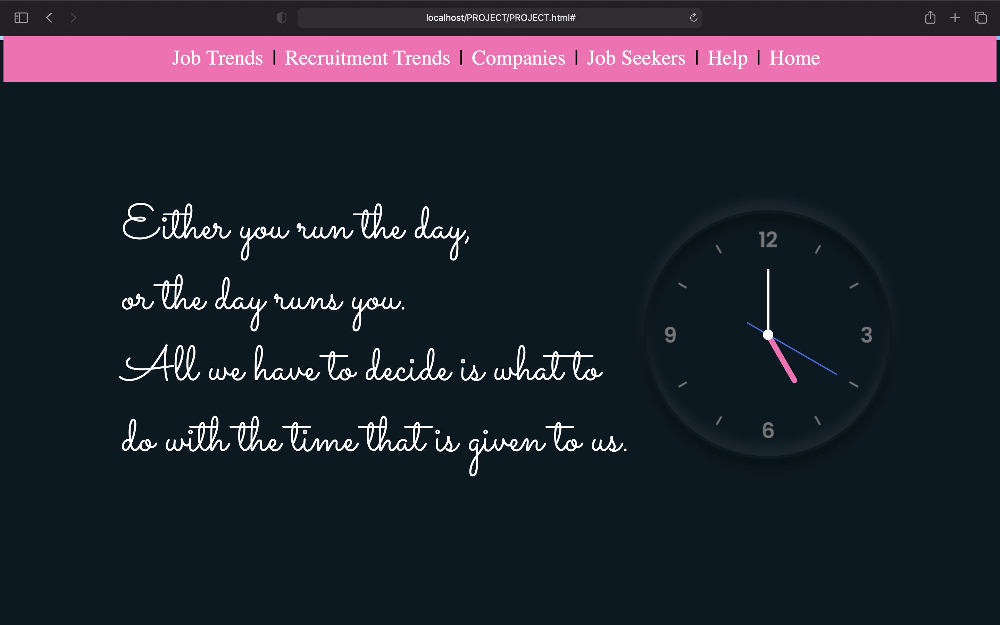 localhost/PROJECT/PROJECT.html#
Job Trends | Recruitment Trends | Companies | Job Seekers | Help | Home
Either you run the day,
or the day runs you.
All we have to decide is what to
do with the time that is given to us.
12
9
3
6